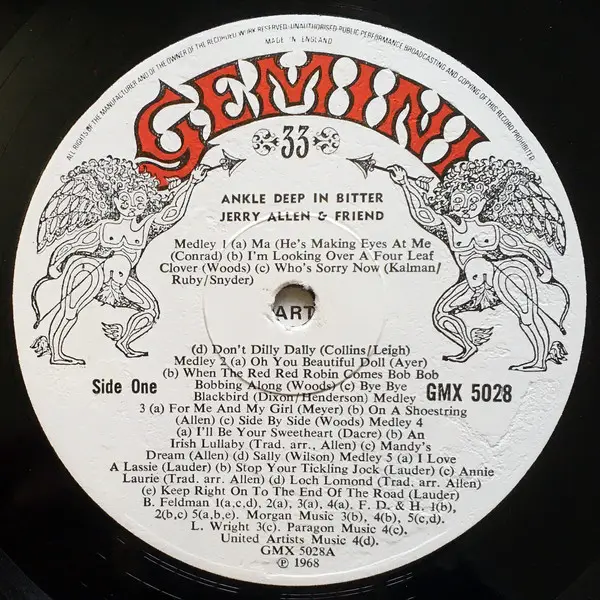 ALL RIGHTS OF THE MANUFACTURER AND OF THE OWNER OF THE RECORDED WORK RESERVED. UNAUTHORISED PUBLIC PERFORMANCE BROADCASTING AND COPYING OF THIS RECORD PROHIBITED
MADE IN ENGLAND
GEMINI
33
ANKLE DEEP IN BITTER
JERRY ALLEN & FRIEND
Medley 1 (a) Ma (He's Making Eyes At Me
(Conrad) (b) I'm Looking Over A Four Leaf
Clover (Woods) (c) Who's Sorry Now (Kalman/
Ruby/Snyder)
ART
(d) Don't Dilly Dally (Collins/Leigh)
Medley 2 (a) Oh You Beautiful Doll (Ayer)
(b) When The Red Red Robin Comes Bob Bob
Bobbing Along (Woods) (c) Bye Bye
Side One
Blackbird (Dixon/Henderson) Medley
GMX 5028
3 (a) For Me And My Girl (Meyer) (b) On A Shoestring
(Allen) (c) Side By Side (Woods) Medley 4
(a) I'll Be Your Sweetheart (Dacre) (b) An
Irish Lullaby (Trad. arr., Allen) (c) Mandy's
Dream (Allen) (d) Sally (Wilson) Medley 5 (a) I Love
A Lassie (Lauder) (b) Stop Your Tickling Jock (Lauder) (c) Annie
Laurie (Trad. arr. Allen) (d) Loch Lomond (Trad. arr. Allen)
(e) Keep Right On To The End Of The Road (Lauder)
B. Feldman 1(a,c,d), 2(a), 3(a), 4(a). F. D. & H. 1(b),
2(b,c) 5(a,b,e). Morgan Music 3(b), 4(b), 5(c,d).
L. Wright 3(c). Paragon Music 4(c).
United Artists Music 4(d).
GMX 5028A
℗ 1968